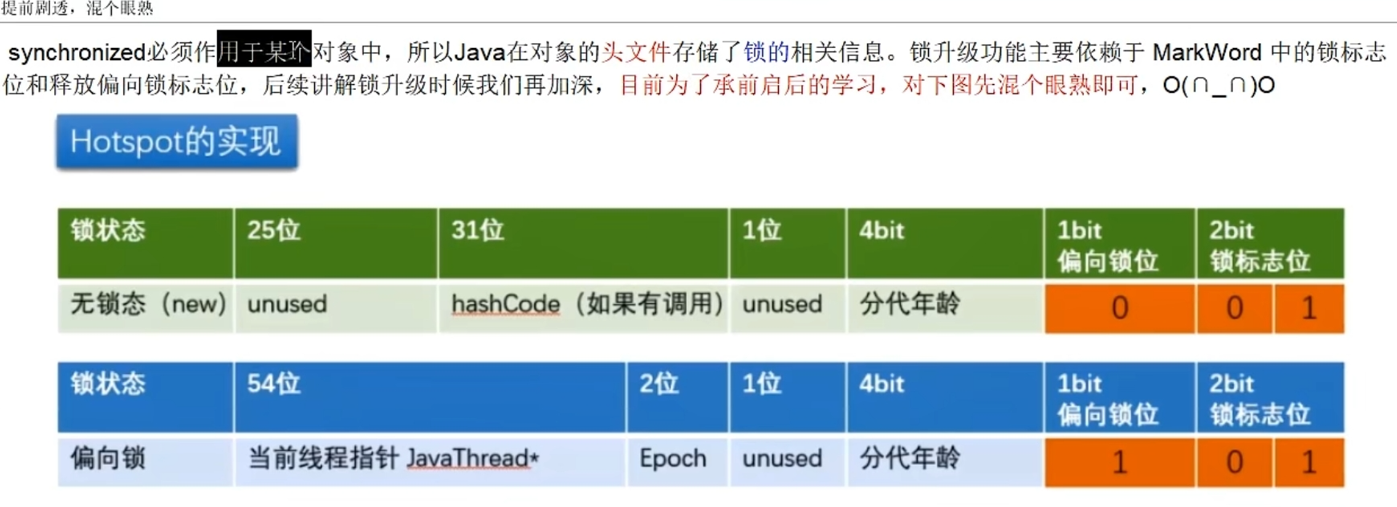 提前剧透，混个眼熟
synchronized必须作用于某个对象中，所以Java在对象的头文件存储了锁的相关信息。锁升级功能主要依赖于 MarkWord 中的锁标志
位和释放偏向锁标志位，后续讲解锁升级时候我们再加深，目前为了承前启后的学习，对下图先混个眼熟即可，O(∩_∩)O
Hotspot的实现
锁状态 25位 31位 1位 4bit 1bit 2bit
偏向锁位 锁标志位
无锁态（new） unused hashCode（如果有调用） unused 分代年龄 0 0 1
锁状态 54位 2位 1位 4bit 1bit 2bit
偏向锁位 锁标志位
偏向锁 当前线程指针 JavaThread* Epoch unused 分代年龄 1 0 1